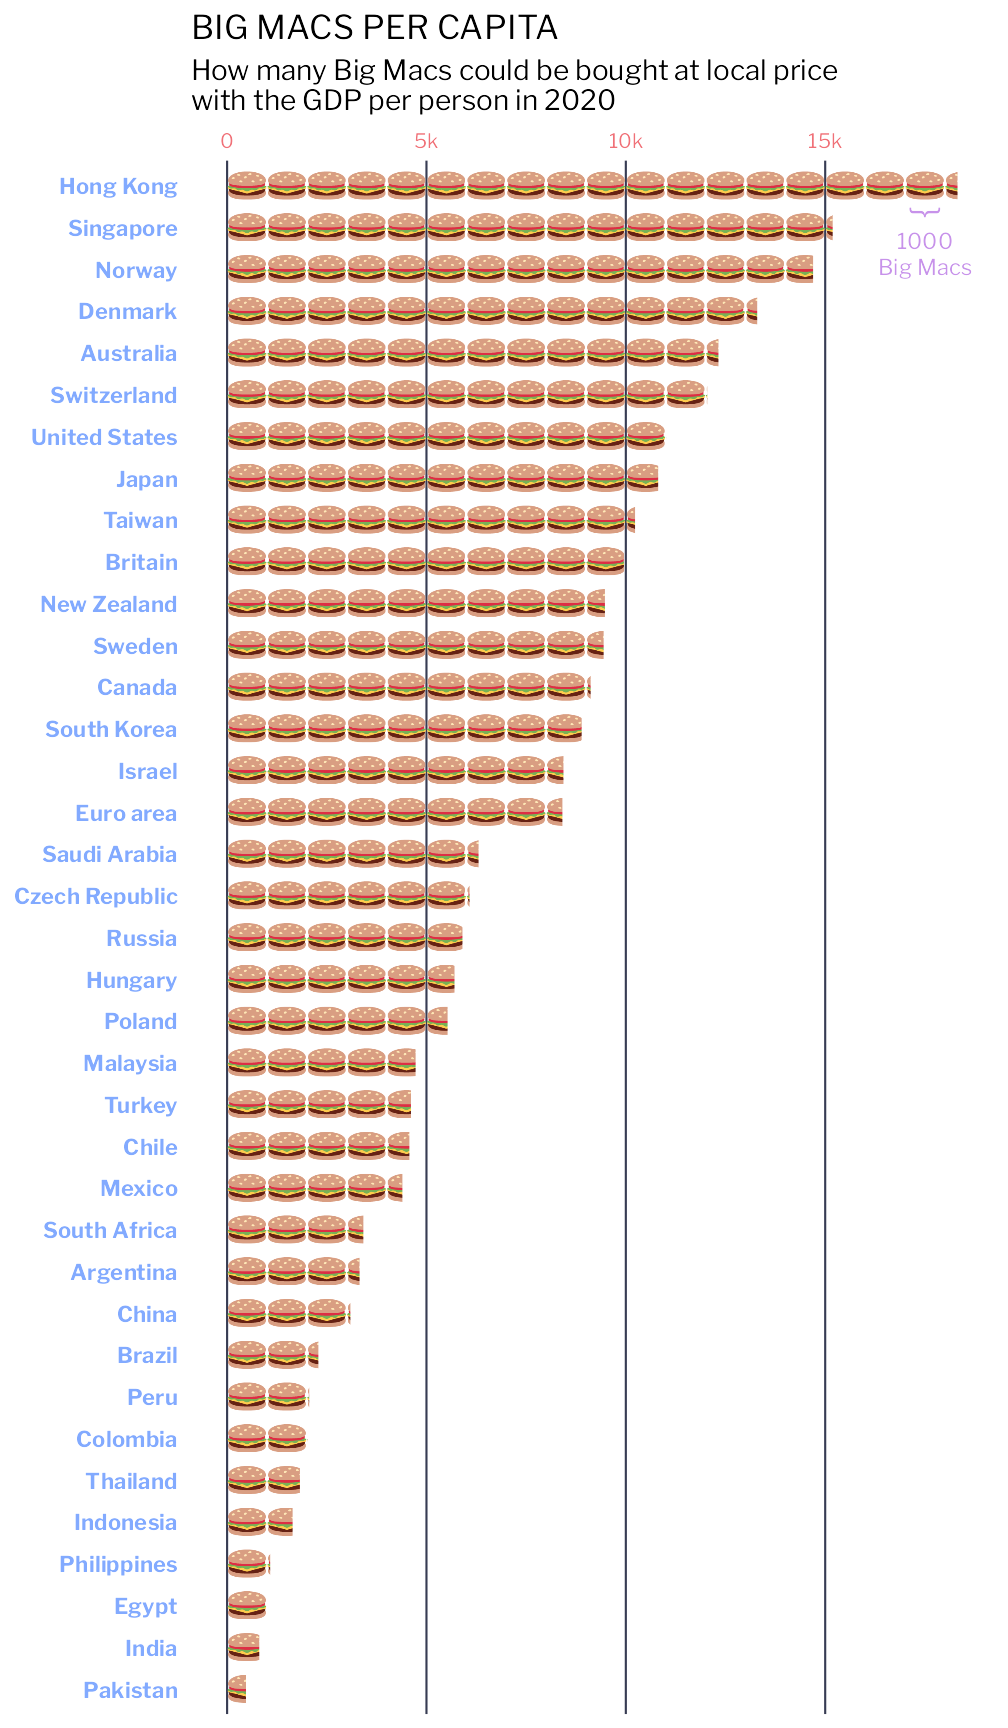 BIG MACS PER CAPITA
How many Big Macs could be bought at local price
with the GDP per person in 2020
0 5k 10k 15k
Hong Kong
Singapore
1000
Big Macs
Norway
Denmark
Australia
Switzerland
United States
Japan
Taiwan
Britain
New Zealand
Sweden
Canada
South Korea
Israel
Euro area
Saudi Arabia
Czech Republic
Russia
Hungary
Poland
Malaysia
Turkey
Chile
Mexico
South Africa
Argentina
China
Brazil
Peru
Colombia
Thailand
Indonesia
Philippines
Egypt
India
Pakistan